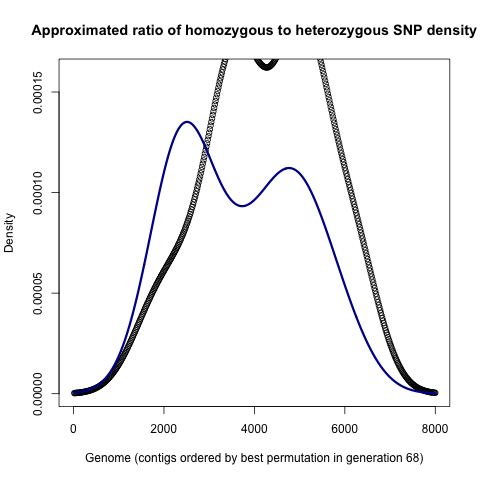 Approximated ratio of homozygous to heterozygous SNP density
0.00015
0.00010
0.00005
0.00000
Density
0 2000 4000 6000 8000
Genome (contigs ordered by best permutation in generation 68)